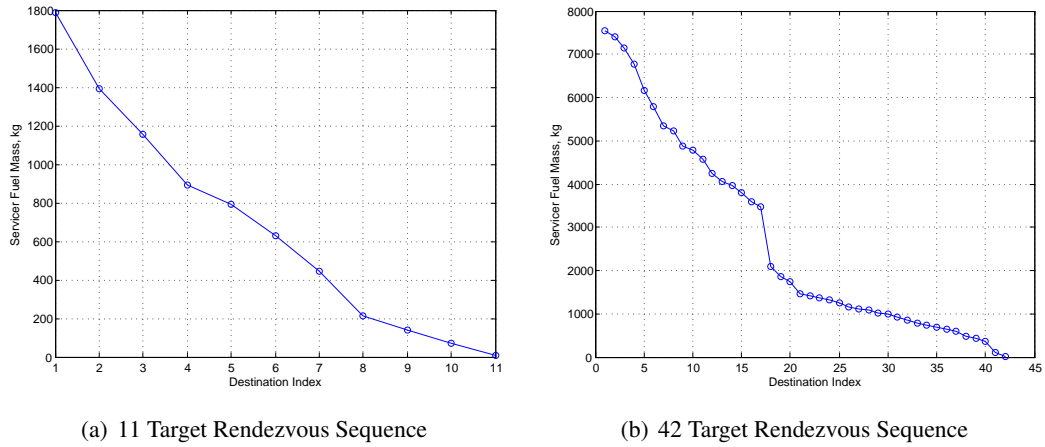 1800
1600
1400
1200
1000
800
600
400
200
0
Servicer Fuel Mass, kg
1 2 3 4 5 6 7 8 9 10 11
Destination Index
(a) 11 Target Rendezvous Sequence
8000
7000
6000
5000
4000
3000
2000
1000
0
Servicer Fuel Mass, kg
0 5 10 15 20 25 30 35 40 45
Destination Index
(b) 42 Target Rendezvous Sequence